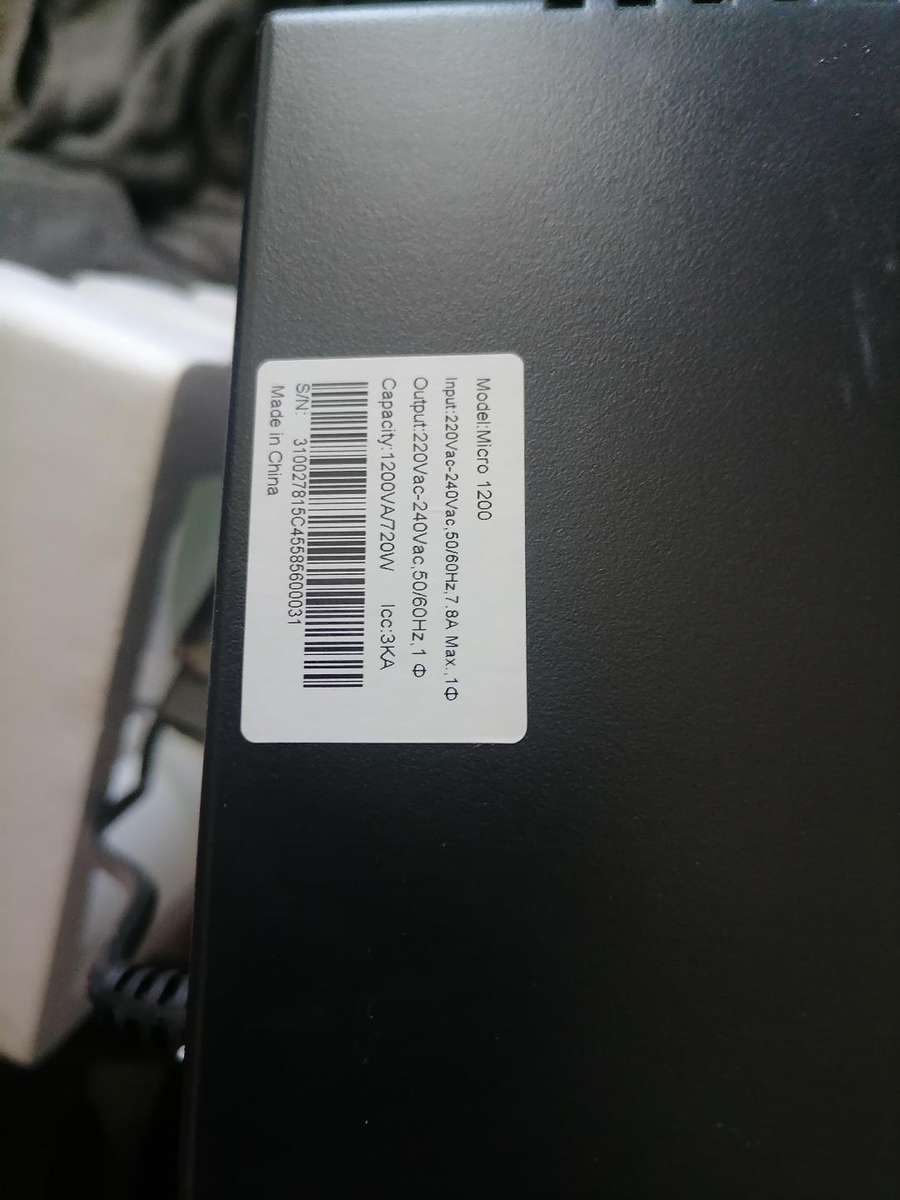 Model:Micro 1200
Input:220Vac-240Vac,50/60Hz,7.8A Max.,1Φ
Output:220Vac-240Vac,50/60Hz,1 Φ
Capacity:1200VA/720W Icc:3KA
S/N: 310027815C45585600031
Made in China